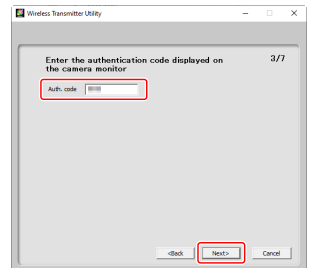 Wireless Transmitter Utility
Enter the authentication code displayed on
the camera monitor
3/7
Auth. code
<Back
Next>
Cancel